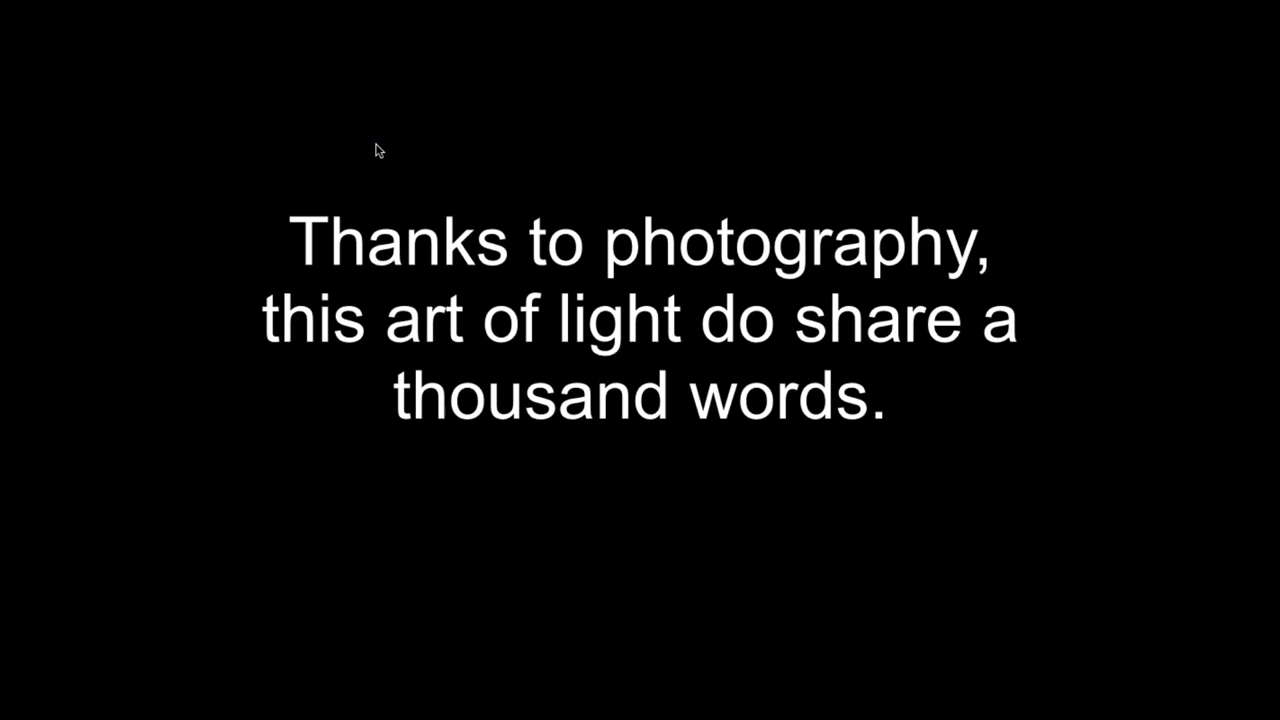 Thanks to photography,
this art of light do share a
thousand words.